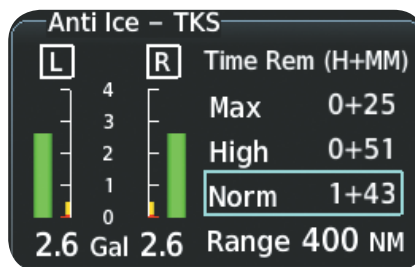 Anti Ice – TKS
L R Time Rem (H+MM)
4
3
2
1
0
Max 0+25
High 0+51
Norm 1+43
2.6 Gal 2.6 Range 400 NM